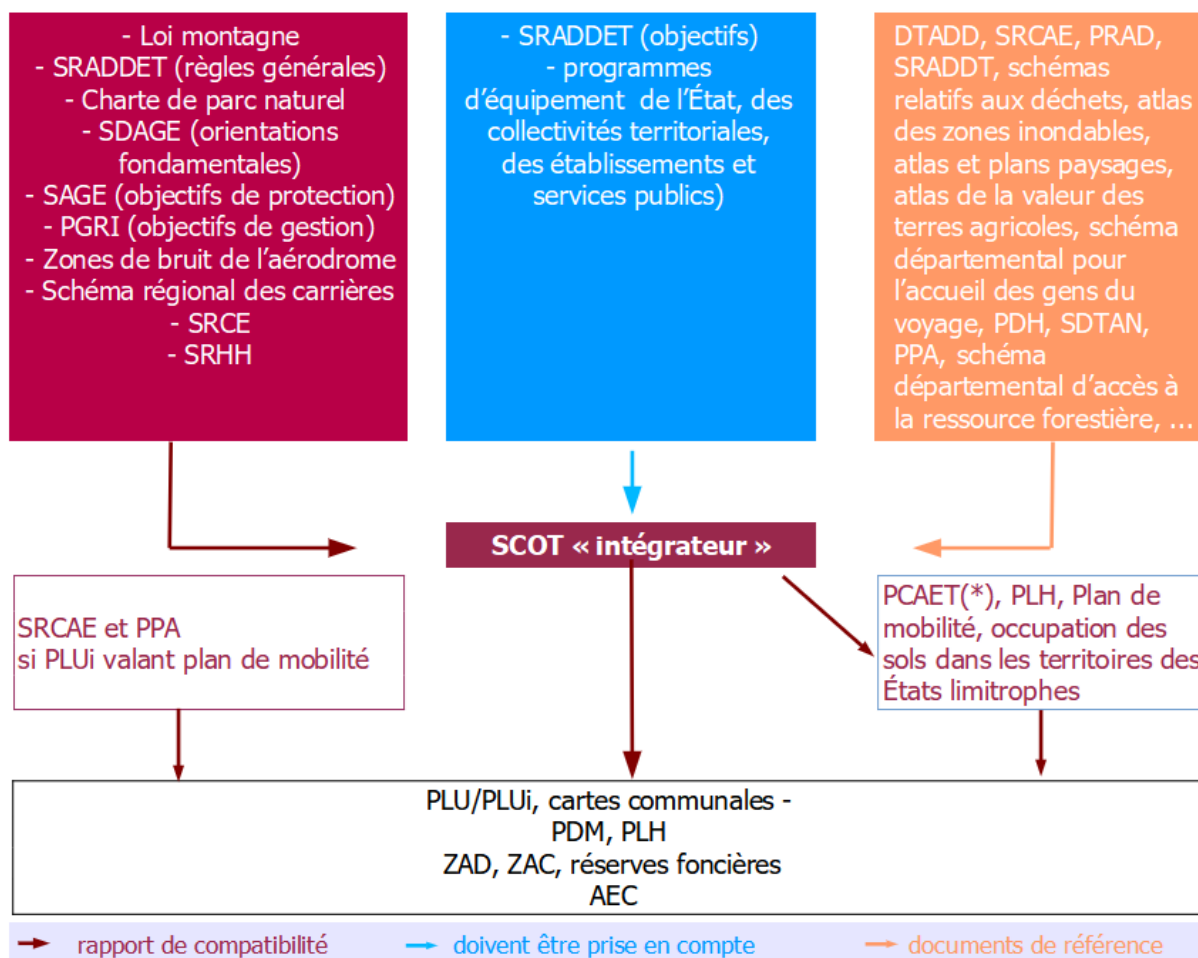 - Loi montagne
- SRADDET (règles générales)
- Charte de parc naturel
- SDAGE (orientations
fondamentales)
- SAGE (objectifs de protection)
- PGRI (objectifs de gestion)
- Zones de bruit de l’aérodrome
- Schéma régional des carrières
- SRCE
- SRHH
- SRADDET (objectifs)
- programmes
d’équipement de l’État, des
collectivités territoriales,
des établissements et
services publics)
DTADD, SRCAE, PRAD,
SRADDT, schémas
relatifs aux déchets, atlas
des zones inondables,
atlas et plans paysages,
atlas de la valeur des
terres agricoles, schéma
départemental pour
l’accueil des gens du
voyage, PDH, SDTAN,
PPA, schéma
départemental d’accès à
la ressource forestière, ...
SCOT « intégrateur »
SRCAE et PPA
si PLUi valant plan de mobilité
PCAET(*), PLH, Plan de
mobilité, occupation des
sols dans les territoires des
États limitrophes
PLU/PLUi, cartes communales -
PDM, PLH
ZAD, ZAC, réserves foncières
AEC
rapport de compatibilité
doivent être prise en compte
documents de référence